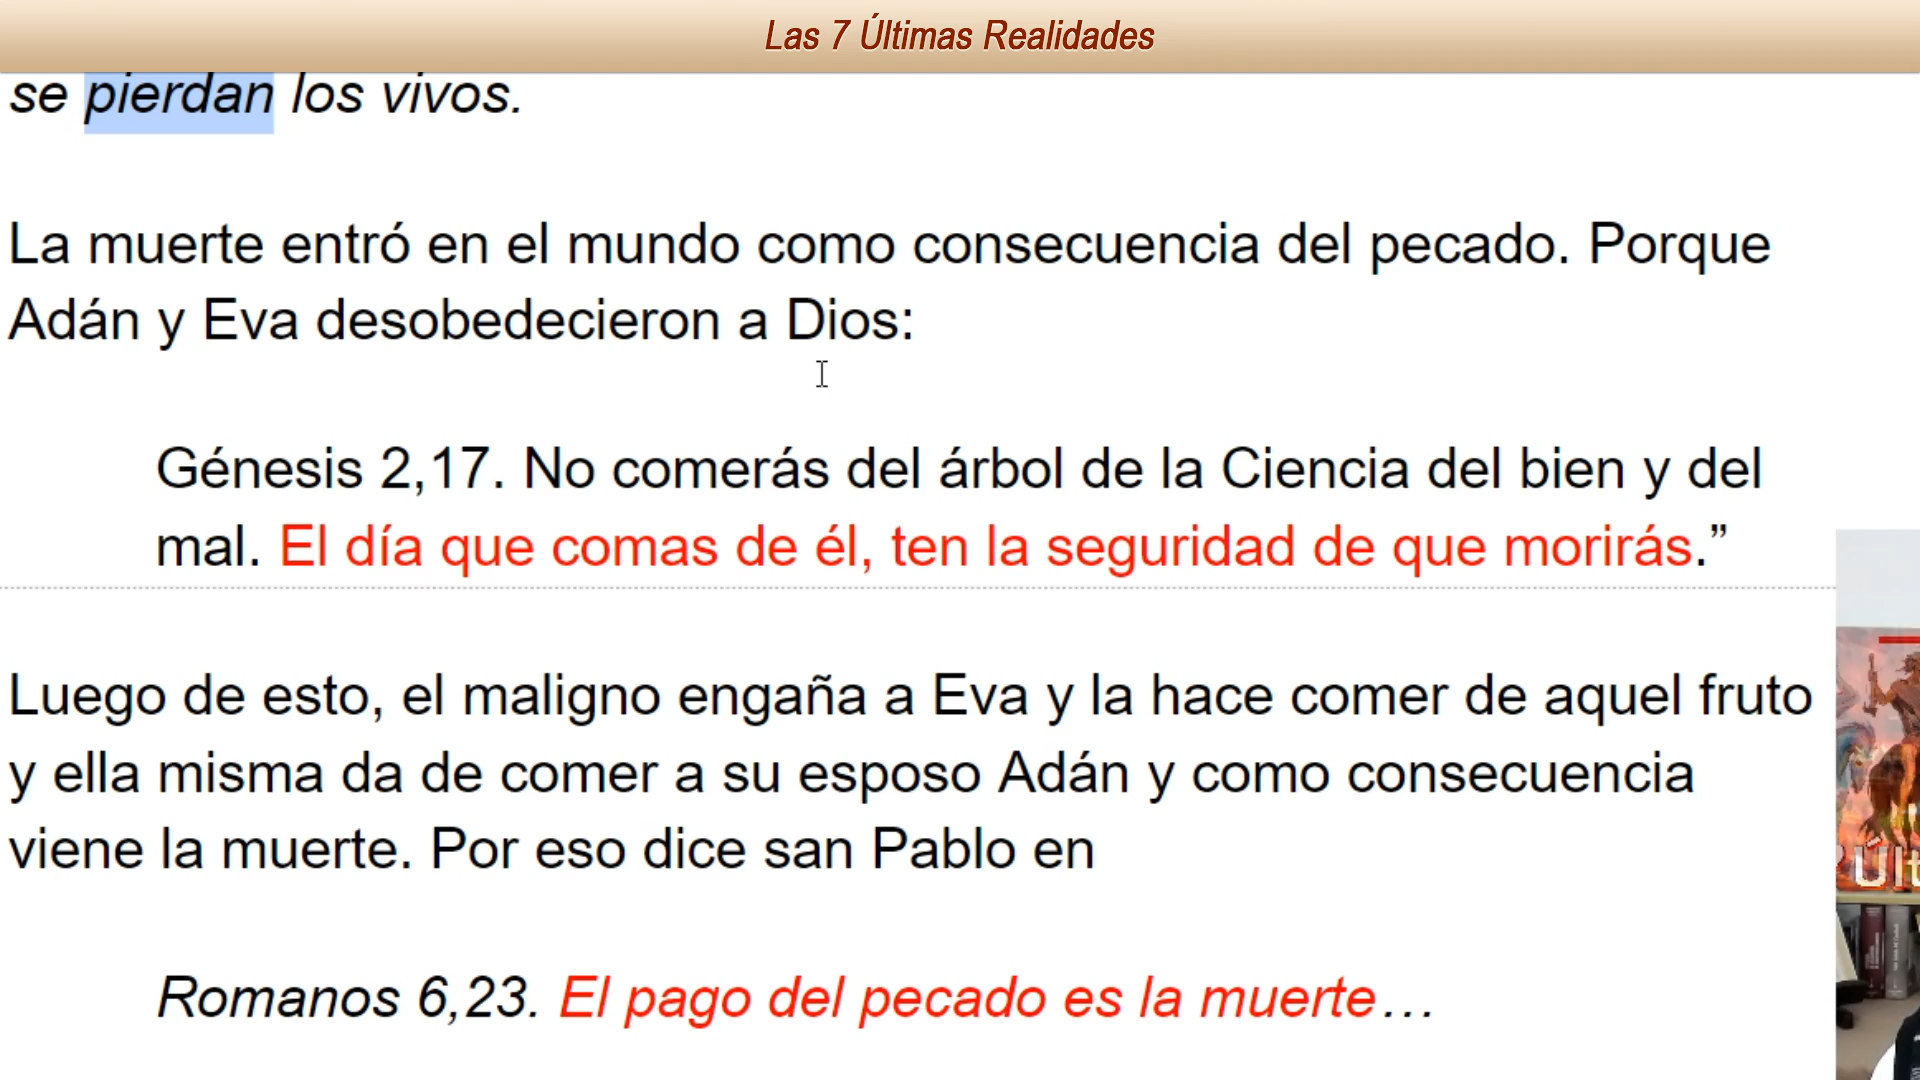 Las 7 Últimas Realidades
se pierdan los vivos.
La muerte entró en el mundo como consecuencia del pecado. Porque
Adán y Eva desobedecieron a Dios:
Génesis 2,17. No comerás del árbol de la Ciencia del bien y del
mal. El día que comas de él, ten la seguridad de que morirás.”
Luego de esto, el maligno engaña a Eva y la hace comer de aquel fruto
y ella misma da de comer a su esposo Adán y como consecuencia
viene la muerte. Por eso dice san Pablo en
Romanos 6,23. El pago del pecado es la muerte…